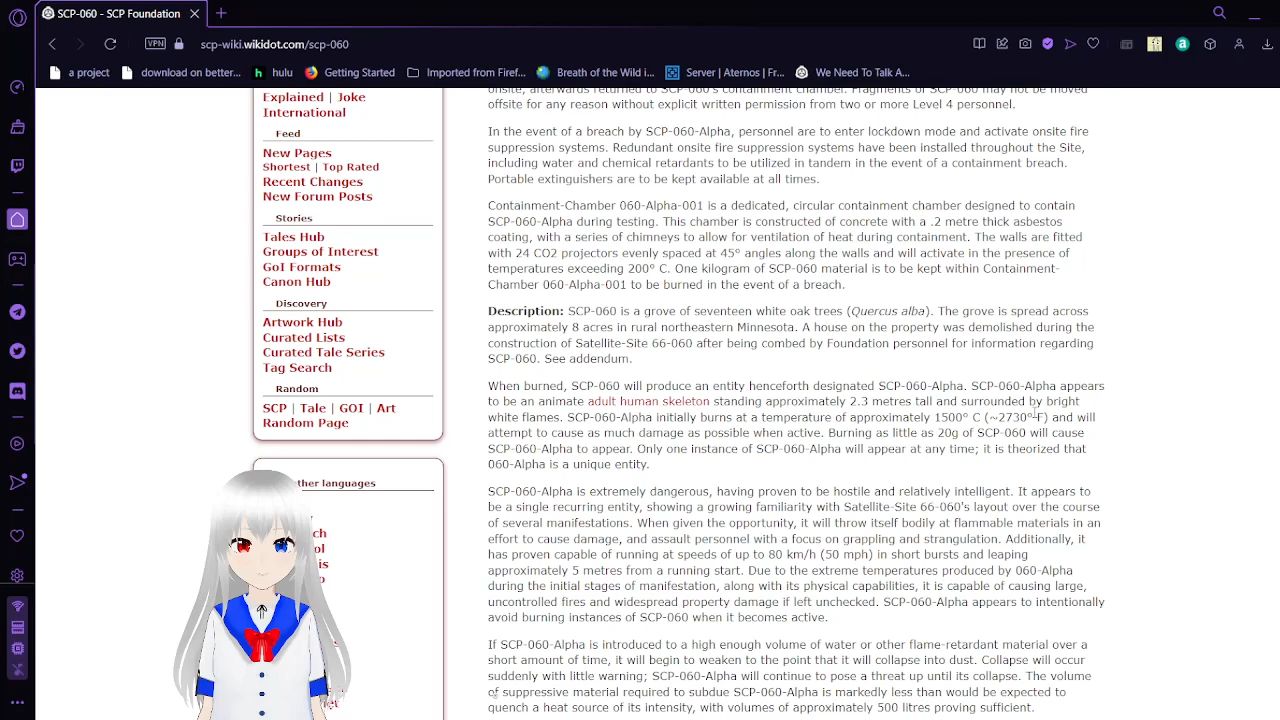 SCP-060 - SCP Foundation
VPN
scp-wiki.wikidot.com/scp-060
a project
download on better...
hulu
Getting Started
Imported from Firef...
Breath of the Wild i...
Server | Aternos | Fr...
We Need To Talk A...
Explained | Joke
International
Feed
New Pages
Shortest | Top Rated
Recent Changes
New Forum Posts
Stories
Tales Hub
Groups of Interest
GoI Formats
Canon Hub
Discovery
Artwork Hub
Curated Lists
Curated Tale Series
Tag Search
Random
SCP | Tale | GOI | Art
Random Page
ther languages
onsite, afterwards returned to SCP-060's containment chamber. Fragments of SCP-060 may not be moved
offsite for any reason without explicit written permission from two or more Level 4 personnel.
In the event of a breach by SCP-060-Alpha, personnel are to enter lockdown mode and activate onsite fire
suppression systems. Redundant onsite fire suppression systems have been installed throughout the Site,
including water and chemical retardants to be utilized in tandem in the event of a containment breach.
Portable extinguishers are to be kept available at all times.
Containment-Chamber 060-Alpha-001 is a dedicated, circular containment chamber designed to contain
SCP-060-Alpha during testing. This chamber is constructed of concrete with a .2 metre thick asbestos
coating, with a series of chimneys to allow for ventilation of heat during containment. The walls are fitted
with 24 CO2 projectors evenly spaced at 45° angles along the walls and will activate in the presence of
temperatures exceeding 200° C. One kilogram of SCP-060 material is to be kept within Containment-
Chamber 060-Alpha-001 to be burned in the event of a breach.
Description: SCP-060 is a grove of seventeen white oak trees (Quercus alba). The grove is spread across
approximately 8 acres in rural northeastern Minnesota. A house on the property was demolished during the
construction of Satellite-Site 66-060 after being combed by Foundation personnel for information regarding
SCP-060. See addendum.
When burned, SCP-060 will produce an entity henceforth designated SCP-060-Alpha. SCP-060-Alpha appears
to be an animate adult human skeleton standing approximately 2.3 metres tall and surrounded by bright
white flames. SCP-060-Alpha initially burns at a temperature of approximately 1500° C (~2730° F) and will
attempt to cause as much damage as possible when active. Burning as little as 20g of SCP-060 will cause
SCP-060-Alpha to appear. Only one instance of SCP-060-Alpha will appear at any time; it is theorized that
060-Alpha is a unique entity.
SCP-060-Alpha is extremely dangerous, having proven to be hostile and relatively intelligent. It appears to
be a single recurring entity, showing a growing familiarity with Satellite-Site 66-060's layout over the course
of several manifestations. When given the opportunity, it will throw itself bodily at flammable materials in an
effort to cause damage, and assault personnel with a focus on grappling and strangulation. Additionally, it
has proven capable of running at speeds of up to 80 km/h (50 mph) in short bursts and leaping
approximately 5 metres from a running start. Due to the extreme temperatures produced by 060-Alpha
during the initial stages of manifestation, along with its physical capabilities, it is capable of causing large,
uncontrolled fires and widespread property damage if left unchecked. SCP-060-Alpha appears to intentionally
avoid burning instances of SCP-060 when it becomes active.
If SCP-060-Alpha is introduced to a high enough volume of water or other flame-retardant material over a
short amount of time, it will begin to weaken to the point that it will collapse into dust. Collapse will occur
suddenly with little warning; SCP-060-Alpha will continue to pose a threat up until its collapse. The volume
of suppressive material required to subdue SCP-060-Alpha is markedly less than would be expected to
quench a heat source of its intensity, with volumes of approximately 500 litres proving sufficient.